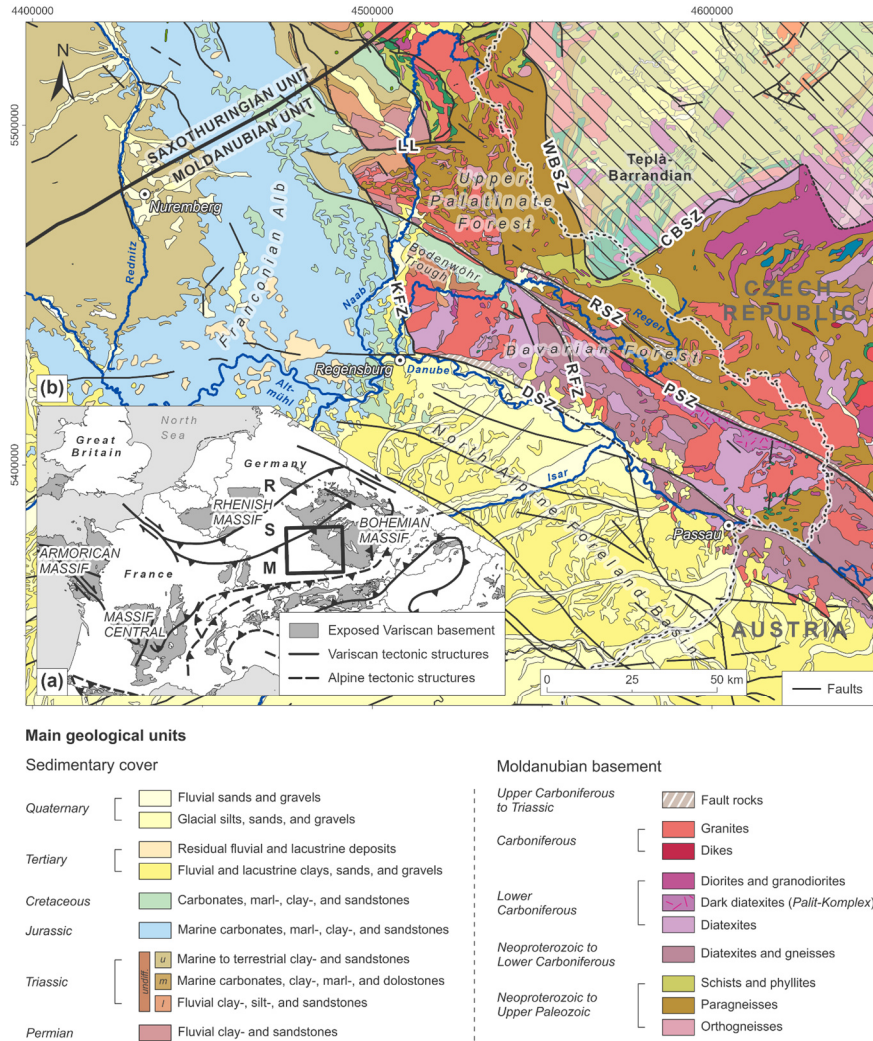 4400000
4500000
4600000
5500000
5400000
N
SAXOTHURINGIAN UNIT
MOLDANUBIAN UNIT
Nuremberg
Rednitz
Franconian Alb
Naab
LL
Upper
Palatinate
Forest
WBSZ
Teplà-
Barrandian
CBSZ
Bodenwöhr
Tough
KFZ
RSZ
Regen
CZECH
REPUBLIC
Bavarian Forest
Regensburg
Danube
RFZ
PSZ
DSZ
Alt-
mühl
(b)
North Alpine Foreland Basin
Isar
Passau
AUSTRIA
North
Sea
Great
Britain
Germany
R
RHENISH
MASSIF
S
BOHEMIAN
MASSIF
M
ARMORICAN
MASSIF
France
MASSIF
CENTRAL
Exposed Variscan basement
Variscan tectonic structures
Alpine tectonic structures
(a)
0 25 50 km
Faults
Main geological units
Sedimentary cover
Quaternary
Fluvial sands and gravels
Glacial silts, sands, and gravels
Tertiary
Residual fluvial and lacustrine deposits
Fluvial and lacustrine clays, sands, and gravels
Cretaceous
Carbonates, marl-, clay-, and sandstones
Jurassic
Marine carbonates, marl-, clay-, and sandstones
Triassic
undiff.
u Marine to terrestrial clay- and sandstones
m Marine carbonates, clay-, marl-, and dolostones
l Fluvial clay-, silt-, and sandstones
Permian
Fluvial clay- and sandstones
Moldanubian basement
Upper Carboniferous
to Triassic
Fault rocks
Carboniferous
Granites
Dikes
Lower
Carboniferous
Diorites and granodiorites
Dark diatexites (Palit-Komplex)
Diatexites
Neoproterozoic to
Lower Carboniferous
Diatexites and gneisses
Neoproterozoic to
Upper Paleozoic
Schists and phyllites
Paragneisses
Orthogneisses